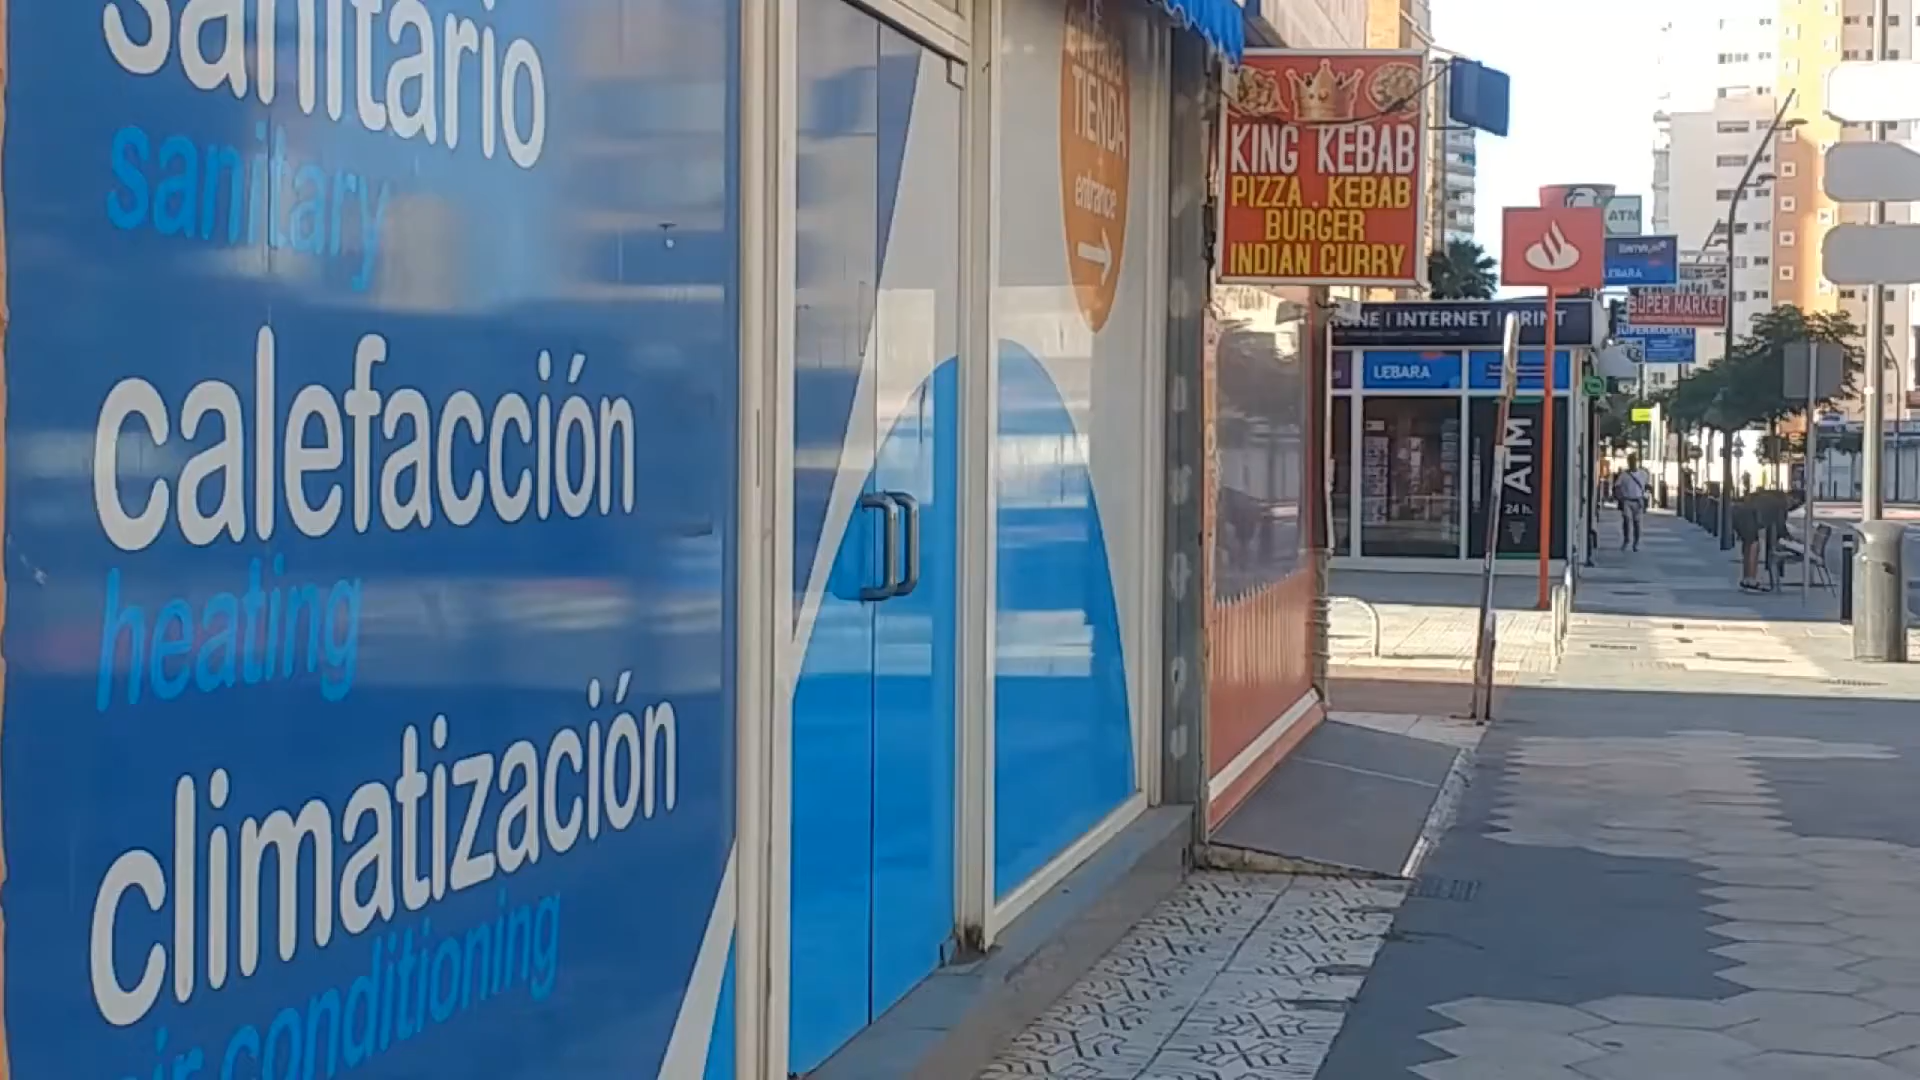 sanitario
sanitary
calefacción
heating
climatización
air conditioning
TIENDA
entrance
KING KEBAB
PIZZA . KEBAB
BURGER
INDIAN CURRY
ATM
LEBARA
SUPER MARKET
SUPERMARKET
| INTERNET | PRINT
LEBARA
ATM
24 h.